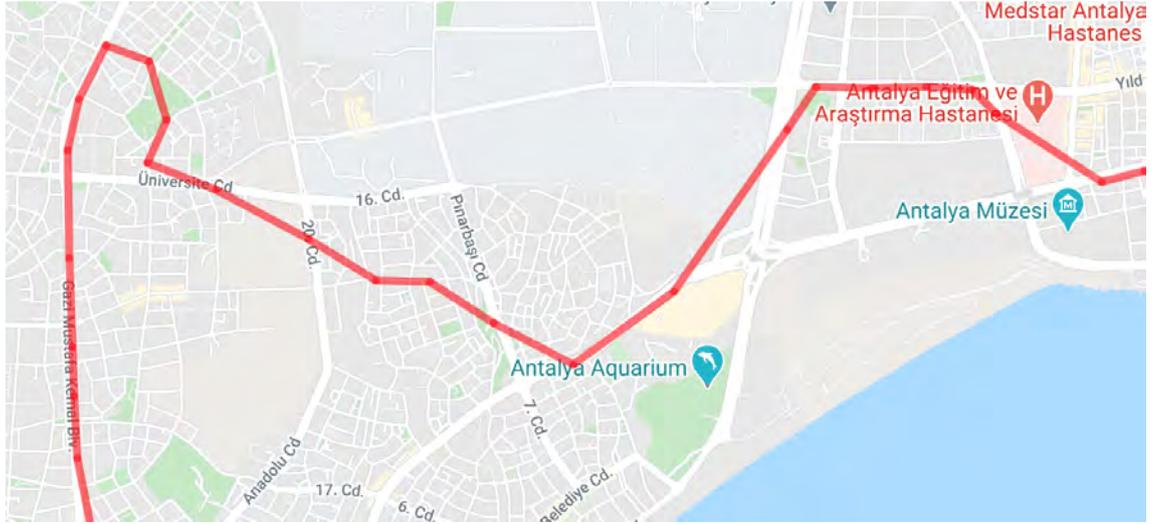 Medstar Antalya
Hastanes
Yıld
Antalya Eğitim ve
Araştırma Hastanesi
H
Üniversite Cd
16. Cd.
Antalya Müzesi
M
20. Cd.
Pınarbaşı Cd
Gazi Mustafa Kemal Blv.
Antalya Aquarium
7. Cd.
Anadolu Cd
17. Cd.
6. Cd.
Belediye Cd.